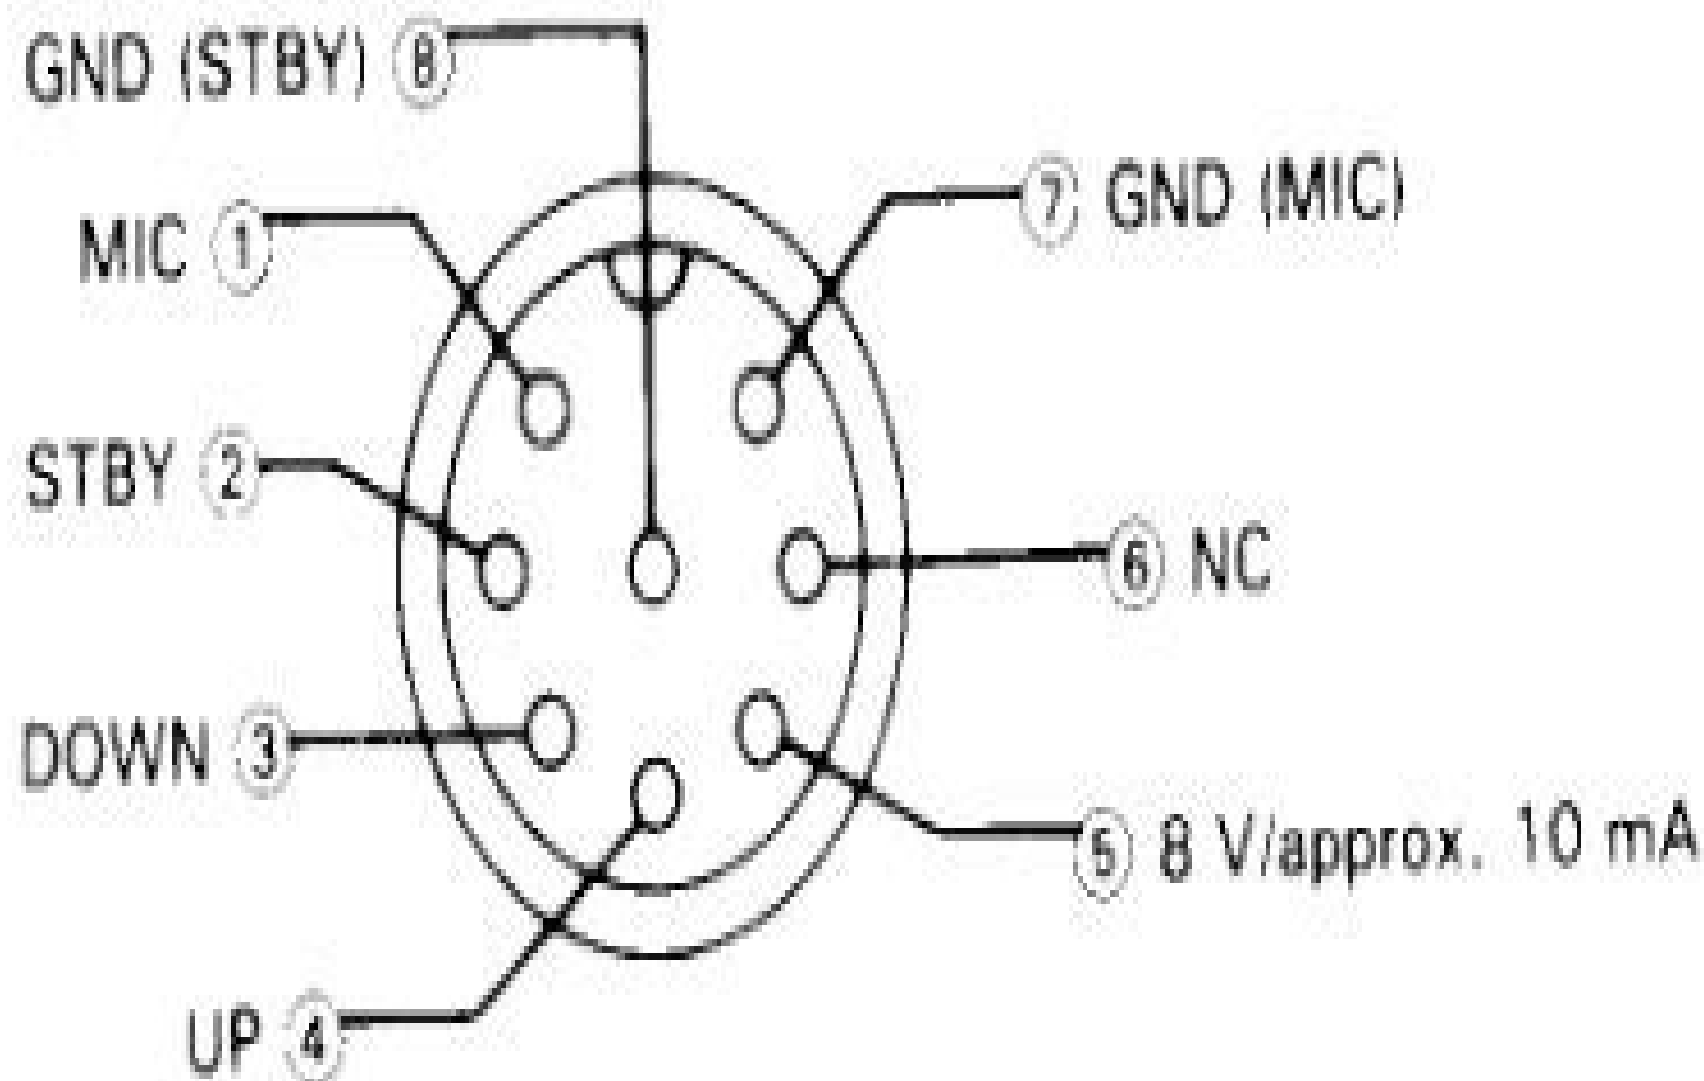 GND (STBY) 8
7 GND (MIC)
MIC 1
STBY 2
6 NC
DOWN 3
5 8 V/approx. 10 mA
UP 4